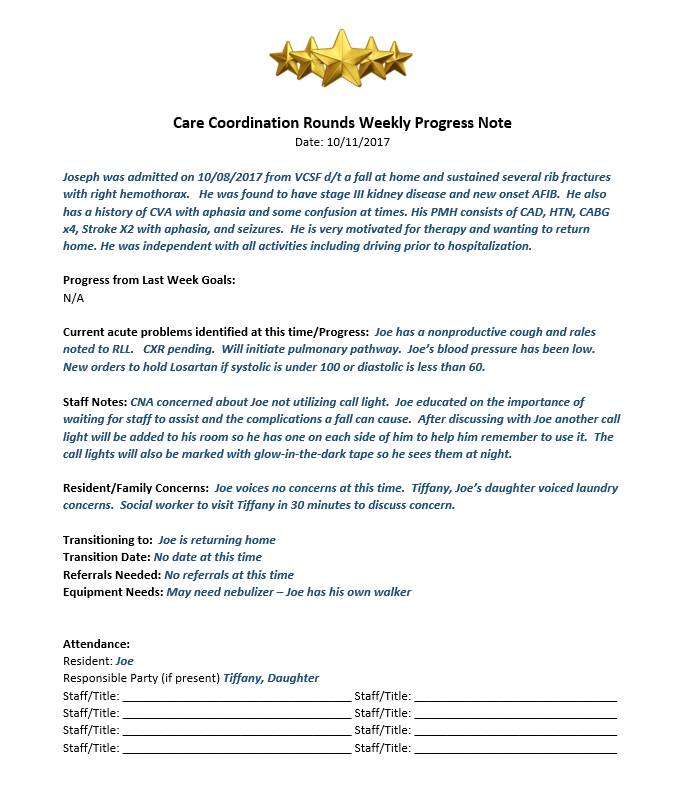 Care Coordination Rounds Weekly Progress Note
Date: 10/11/2017
Joseph was admitted on 10/08/2017 from VCSF d/t a fall at home and sustained several rib fractures
with right hemothorax.   He was found to have stage III kidney disease and new onset AFIB.  He also
has a history of CVA with aphasia and some confusion at times. His PMH consists of CAD, HTN, CABG
x4, Stroke X2 with aphasia, and seizures.  He is very motivated for therapy and wanting to return
home. He was independent with all activities including driving prior to hospitalization.
Progress from Last Week Goals:
N/A
Current acute problems identified at this time/Progress:  Joe has a nonproductive cough and rales
noted to RLL.   CXR pending.  Will initiate pulmonary pathway.  Joe's blood pressure has been low.
New orders to hold Losartan if systolic is under 100 or diastolic is less than 60.
Staff Notes: CNA concerned about Joe not utilizing call light.  Joe educated on the importance of
waiting for staff to assist and the complications a fall can cause.  After discussing with Joe another call
light will be added to his room so he has one on each side of him to help him remember to use it.  The
call lights will also be marked with glow-in-the-dark tape so he sees them at night.
Resident/Family Concerns:  Joe voices no concerns at this time.  Tiffany, Joe's daughter voiced laundry
concerns.  Social worker to visit Tiffany in 30 minutes to discuss concern.
Transitioning to:  Joe is returning home
Transition Date: No date at this time
Referrals Needed: No referrals at this time
Equipment Needs: May need nebulizer – Joe has his own walker
Attendance:
Resident: Joe
Responsible Party (if present) Tiffany, Daughter
Staff/Title: ___________________________________ Staff/Title: _______________________________
Staff/Title: ___________________________________ Staff/Title: _______________________________
Staff/Title: ___________________________________ Staff/Title: _______________________________
Staff/Title: ___________________________________ Staff/Title: _______________________________